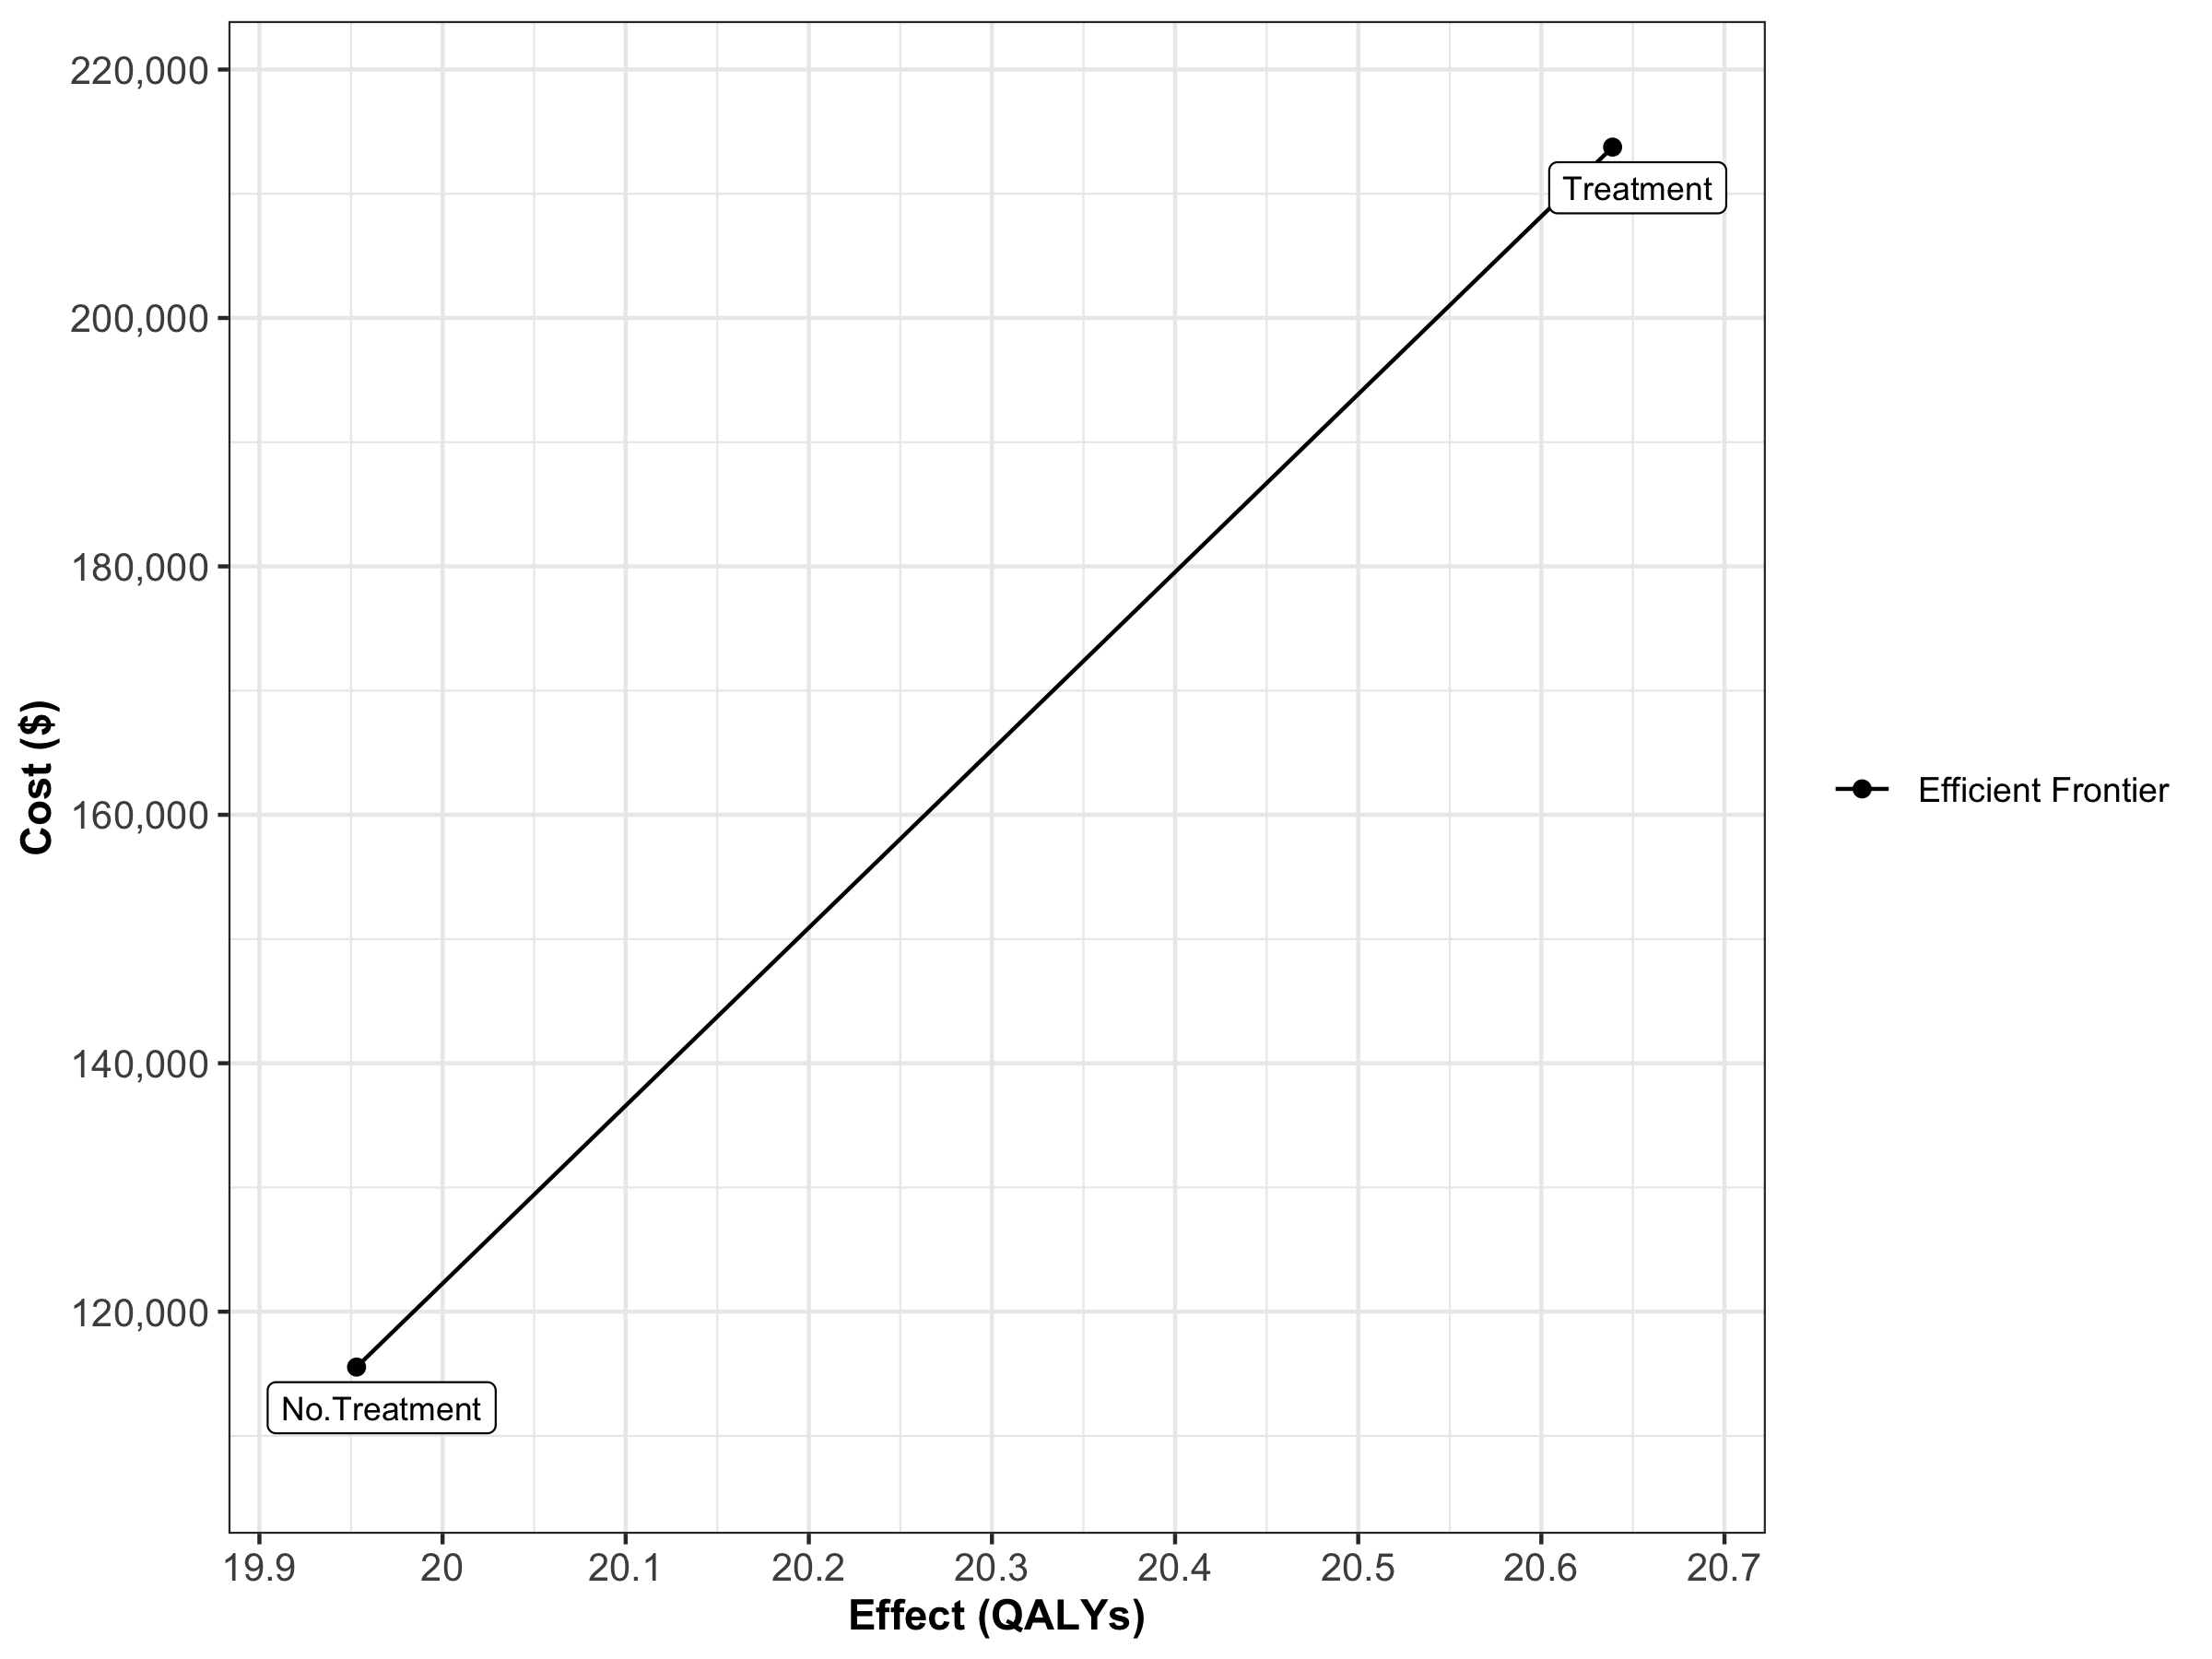 220,000
200,000
180,000
160,000
140,000
120,000
Cost ($)
Treatment
No.Treatment
19.9 20 20.1 20.2 20.3 20.4 20.5 20.6 20.7
Effect (QALYs)
Efficient Frontier